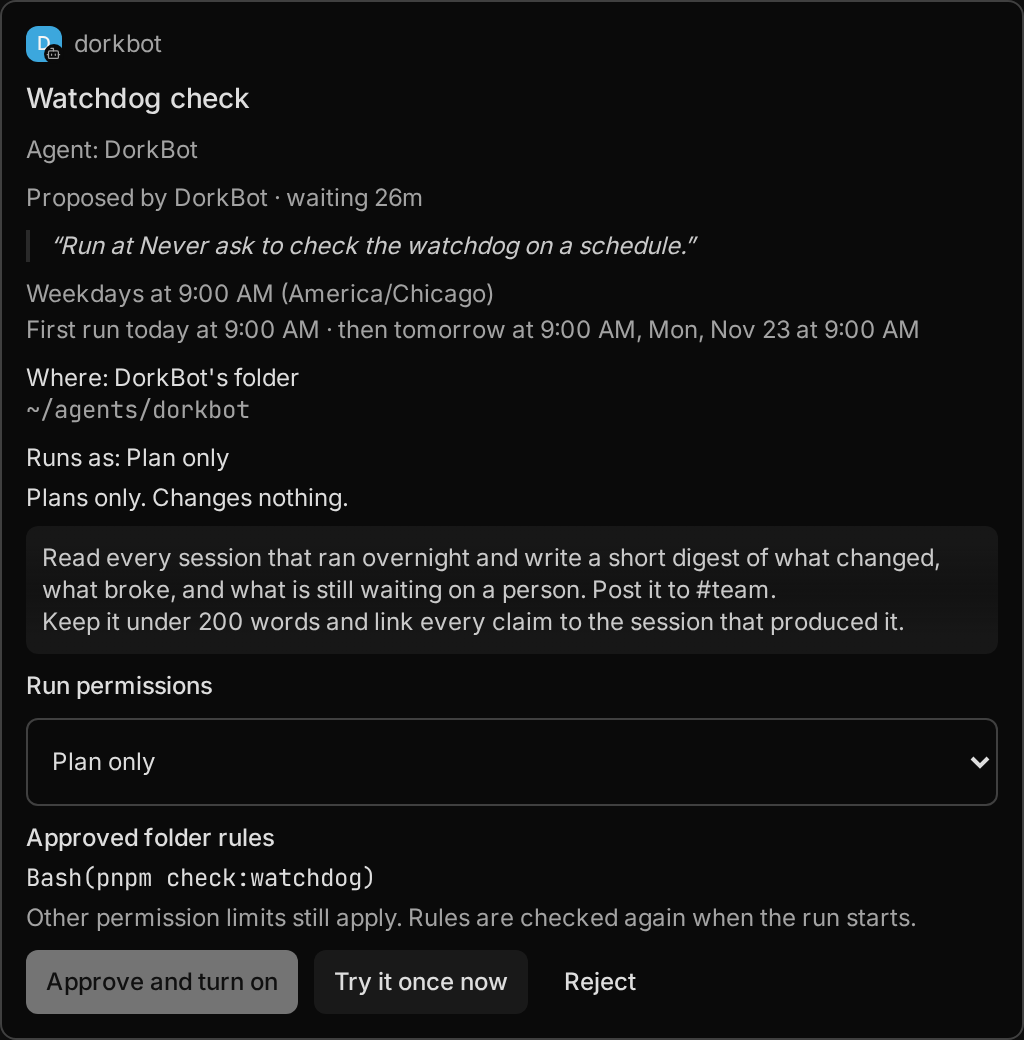 D
dorkbot
Watchdog check
Agent: DorkBot
Proposed by DorkBot · waiting 26m
“Run at Never ask to check the watchdog on a schedule.”
Weekdays at 9:00 AM (America/Chicago)
First run today at 9:00 AM · then tomorrow at 9:00 AM, Mon, Nov 23 at 9:00 AM
Where: DorkBot's folder
~/agents/dorkbot
Runs as: Plan only
Plans only. Changes nothing.
Read every session that ran overnight and write a short digest of what changed,
what broke, and what is still waiting on a person. Post it to #team.
Keep it under 200 words and link every claim to the session that produced it.
Run permissions
Plan only
Approved folder rules
Bash(pnpm check:watchdog)
Other permission limits still apply. Rules are checked again when the run starts.
Approve and turn on
Try it once now
Reject